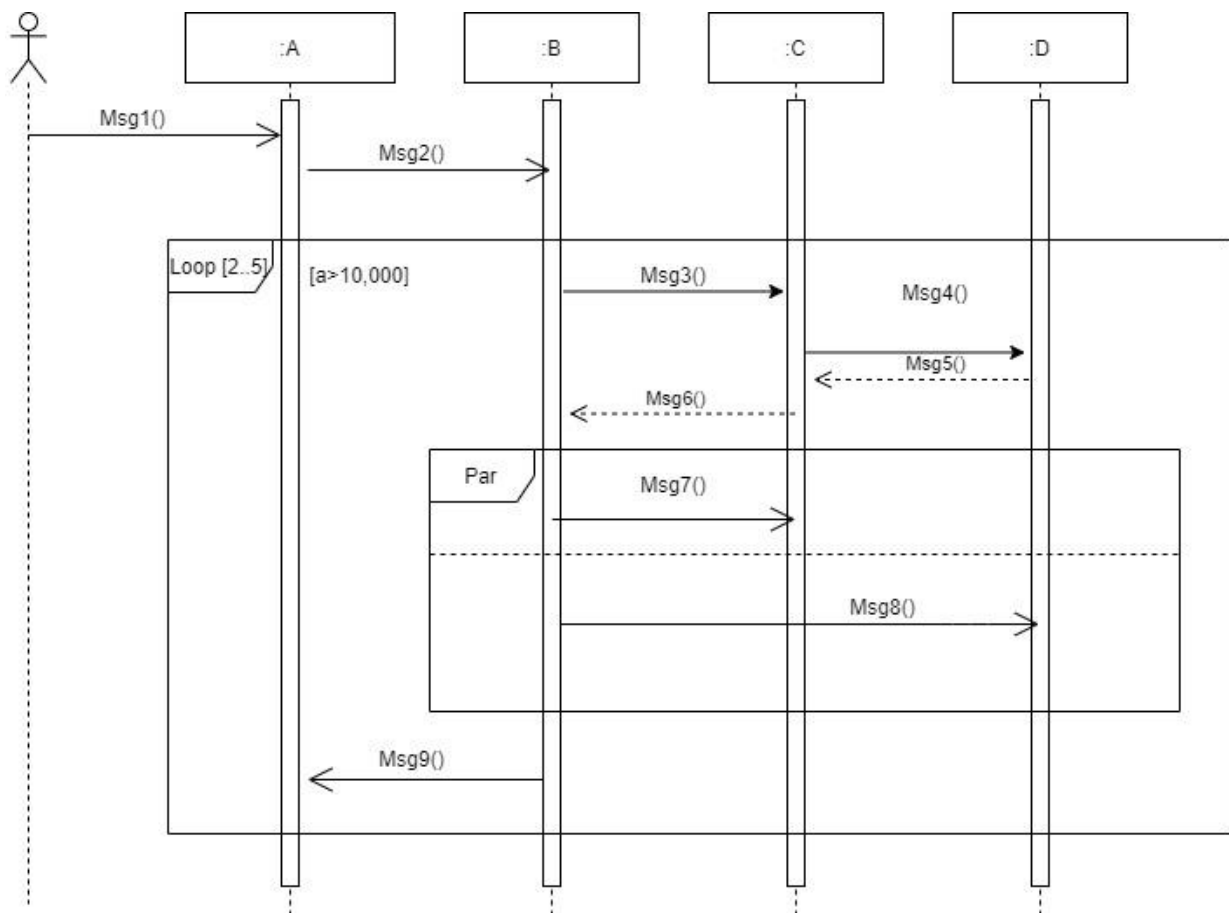 :A
:B
:C
:D
Msg1()
Msg2()
Loop [2..5]
[a>10,000]
Msg3()
Msg4()
Msg5()
Msg6()
Par
Msg7()
Msg8()
Msg9()